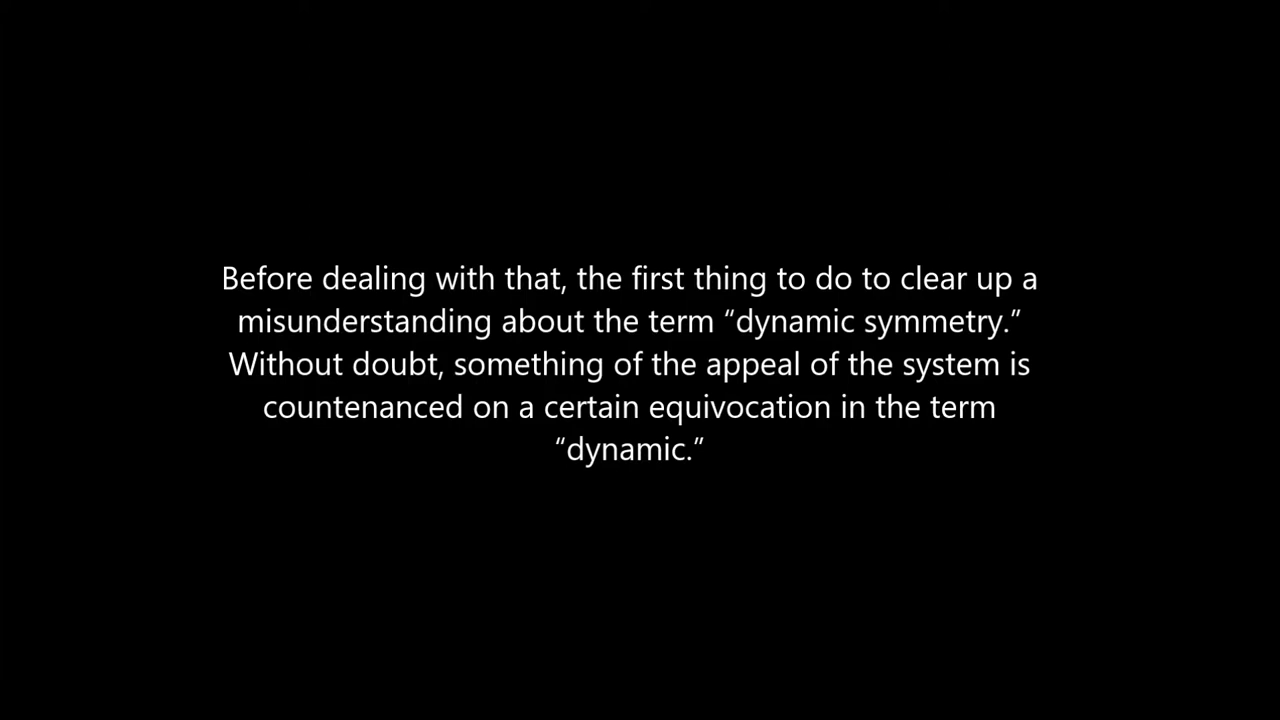 Before dealing with that, the first thing to do to clear up a
misunderstanding about the term “dynamic symmetry.”
Without doubt, something of the appeal of the system is
countenanced on a certain equivocation in the term
“dynamic.”